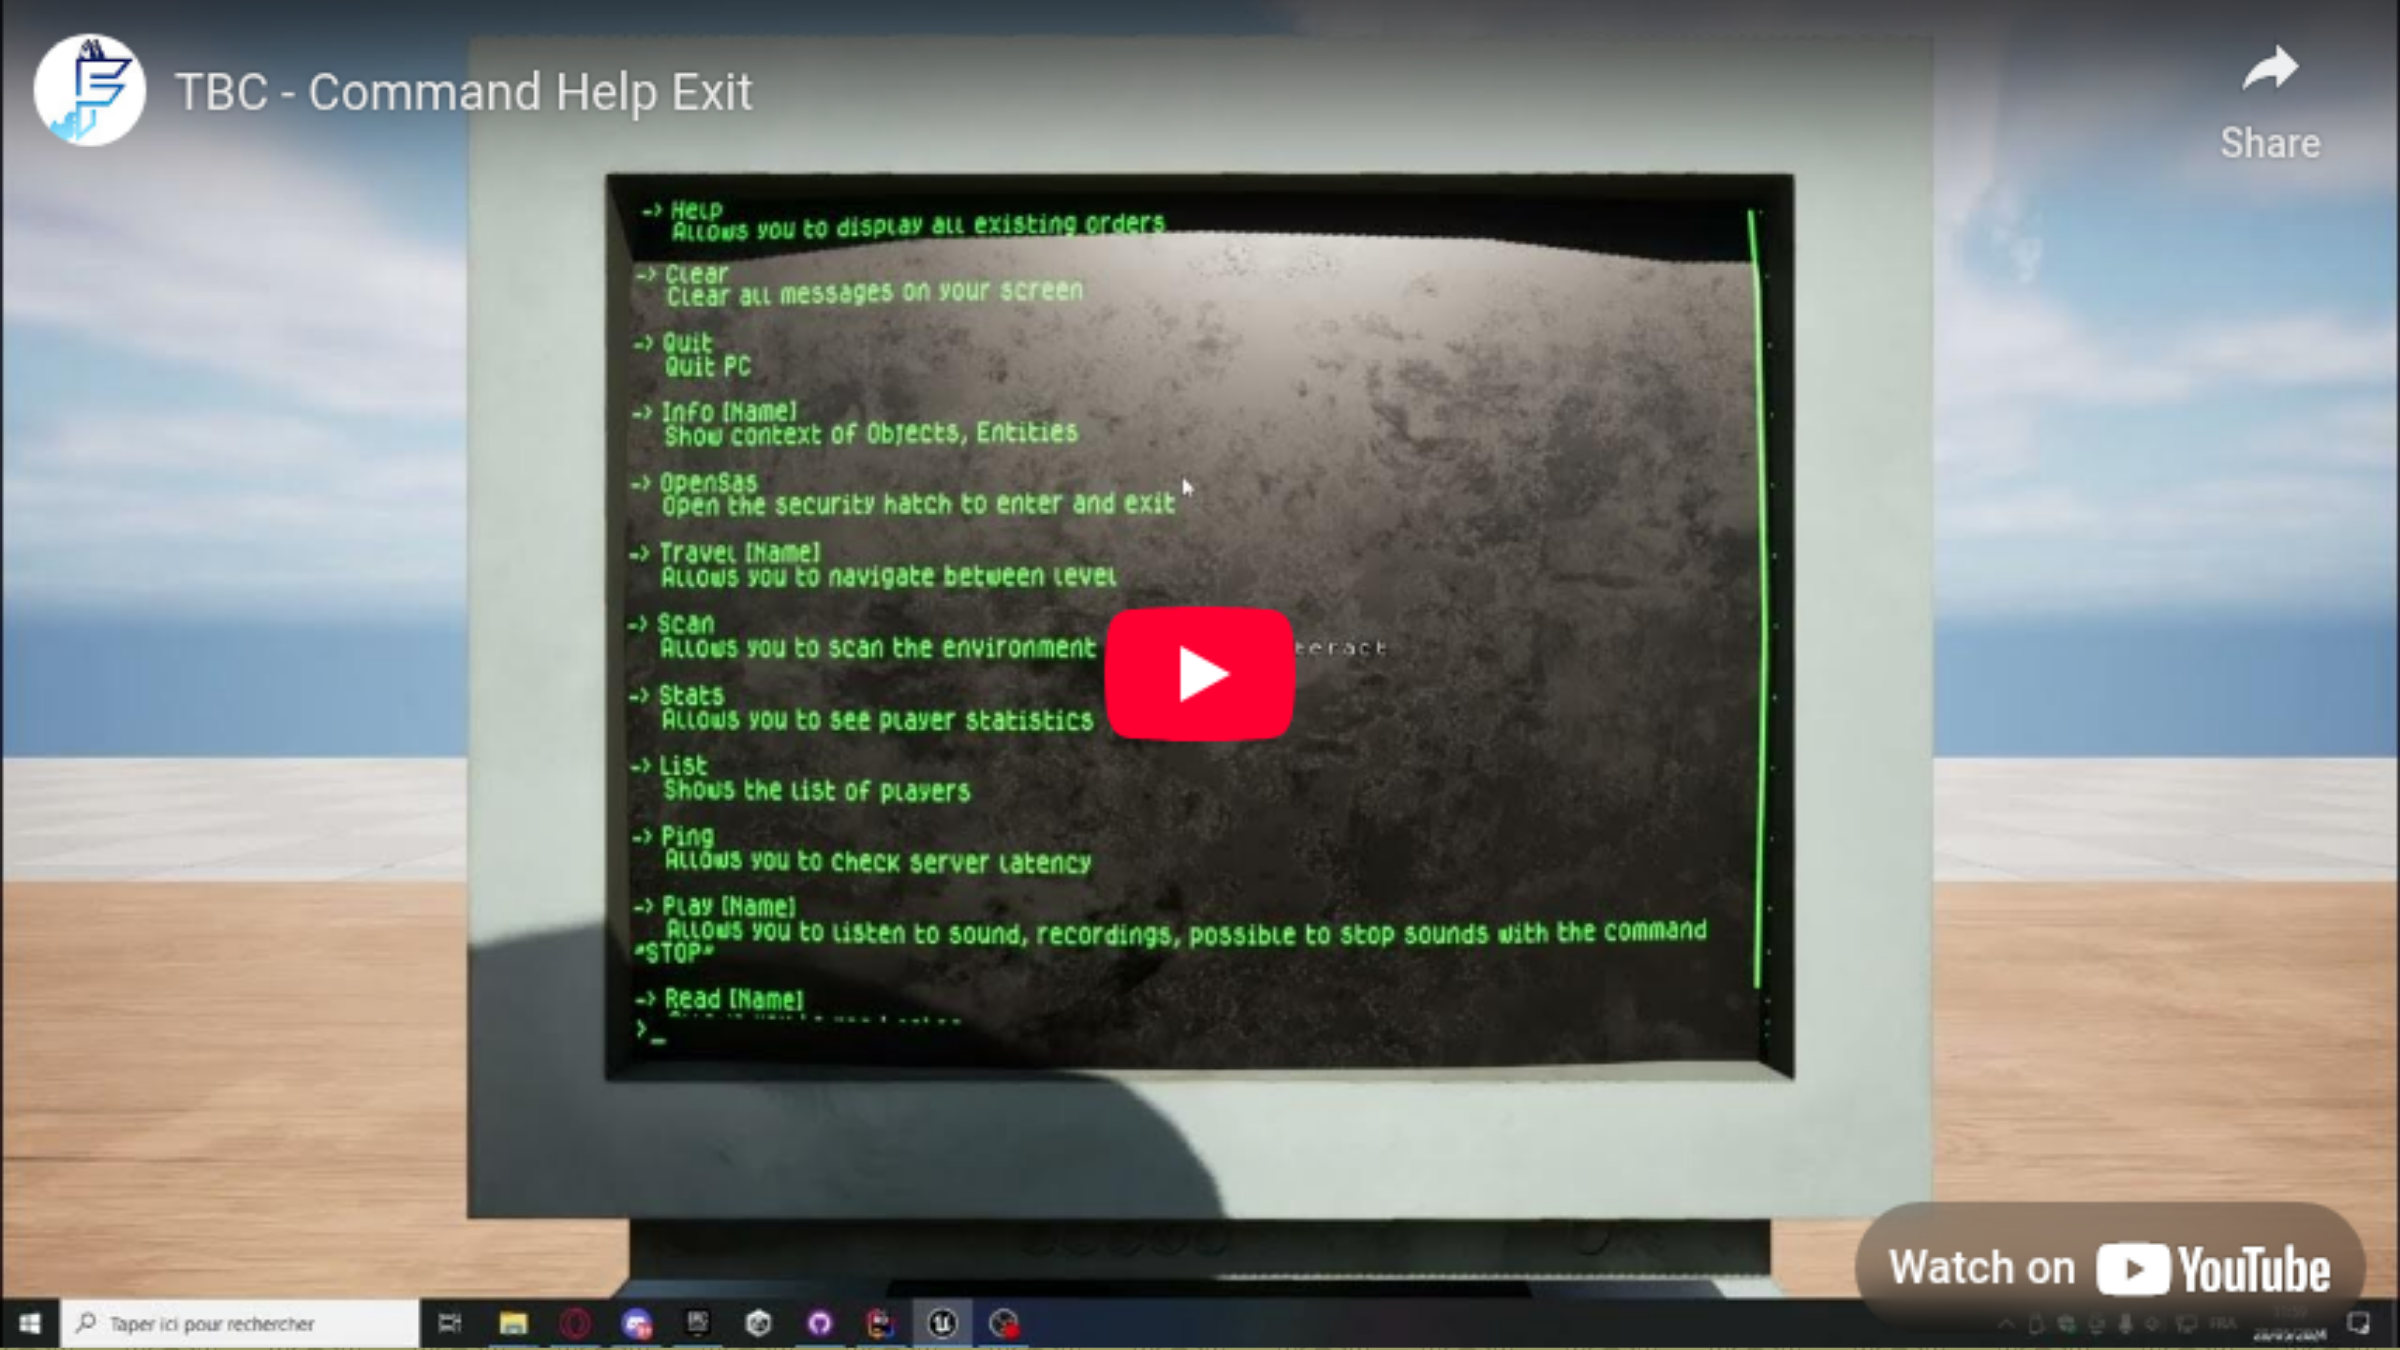 TBC - Command Help Exit
Share
-> Help
Allows you to display all existing orders
-> Clear
Clear all messages on your screen
-> Quit
Quit PC
-> Info [Name]
Show context of Objects, Entities
-> OpenSas
Open the security hatch to enter and exit
-> Travel [Name]
Allows you to navigate between level
-> Scan
Allows you to scan the environment
teract
-> Stats
Allows you to see player statistics
-> List
Shows the list of players
-> Ping
Allows you to check server latency
-> Play [Name]
Allows you to listen to sound, recordings, possible to stop sounds with the command
"STOP"
-> Read [Name]
>_
Watch on YouTube
Taper ici pour rechercher
FRA